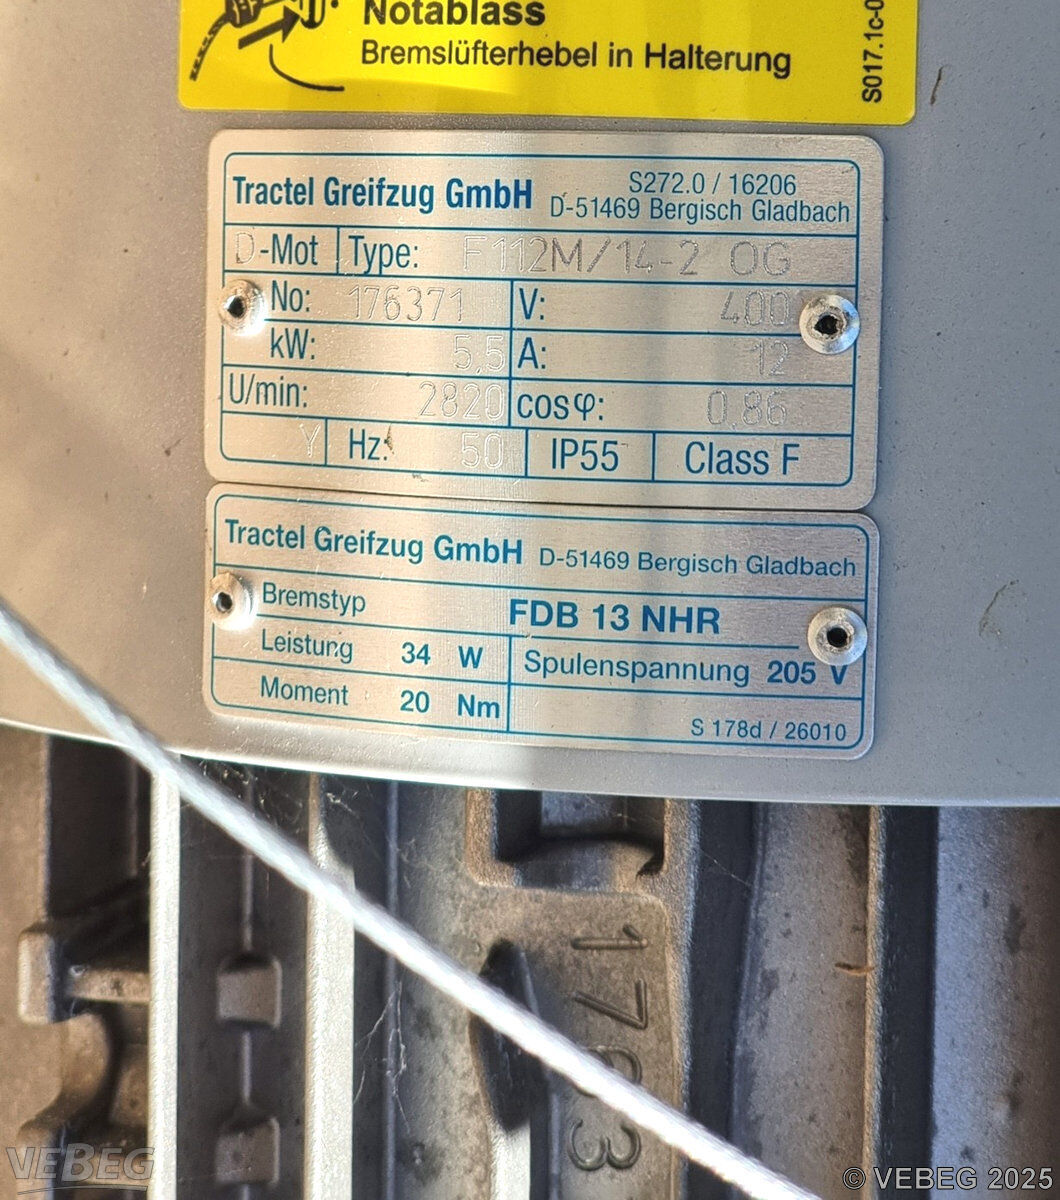 Notablass
Bremslüfterhebel in Halterung
S017.1c-0
Tractel Greifzug GmbH S272.0 / 16206
D-51469 Bergisch Gladbach
D-Mot Type: F112M/14-2 OG
No: 176371 V: 400
kW: 5,5 A: 12
U/min: 2820 cosφ: 0.86
Y Hz: 50 IP55 Class F
Tractel Greifzug GmbH D-51469 Bergisch Gladbach
Bremstyp FDB 13 NHR
Leistung 34 W Spulenspannung 205 V
Moment 20 Nm
S 178d / 26010
VEBEG
© VEBEG 2025